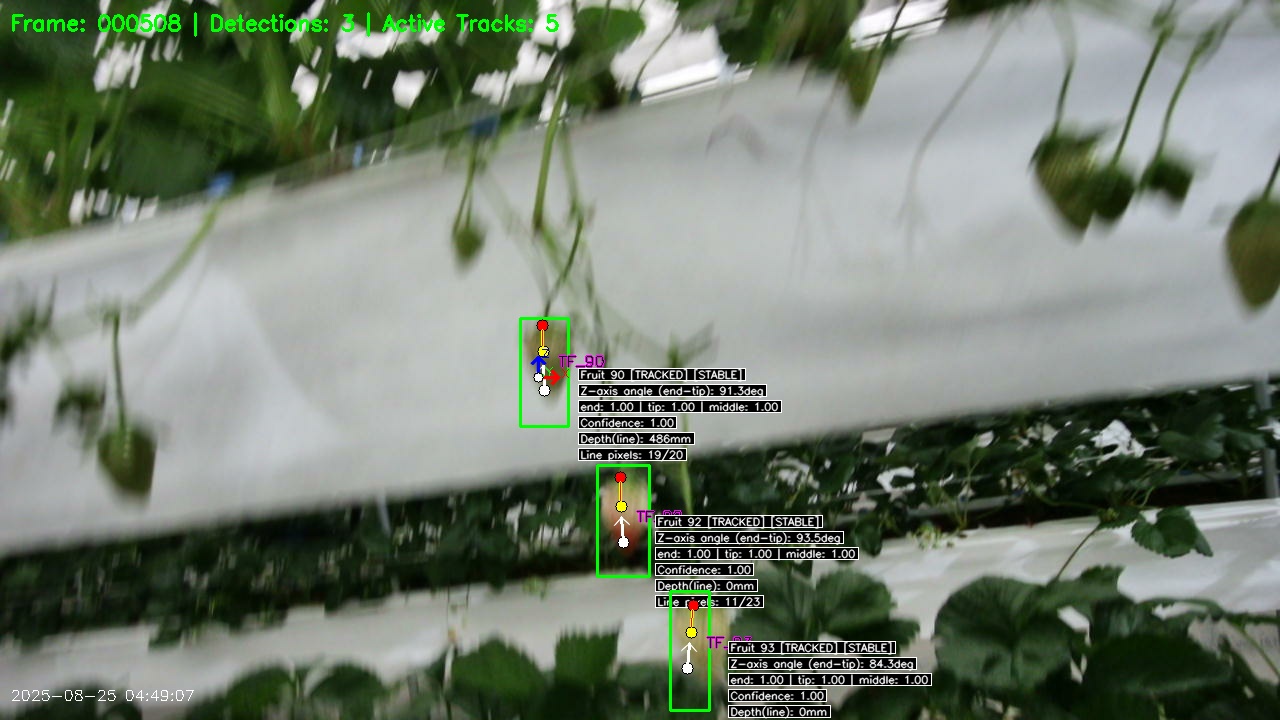 Frame: 000508 | Detections: 3 | Active Tracks: 5
TF_90
Fruit 90 [TRACKED] [STABLE]
Z-axis angle (end-tip): 91.3deg
end: 1.00 | tip: 1.00 | middle: 1.00
Confidence: 1.00
Depth(line): 486mm
Line pixels: 19/20
Fruit 92 [TRACKED] [STABLE]
Z-axis angle (end-tip): 93.5deg
end: 1.00 | tip: 1.00 | middle: 1.00
Confidence: 1.00
Depth(line): 0mm
Line pixels: 11/23
Fruit 93 [TRACKED] [STABLE]
Z-axis angle (end-tip): 84.3deg
end: 1.00 | tip: 1.00 | middle: 1.00
Confidence: 1.00
Depth(line): 0mm
2025-08-25 04:49:07